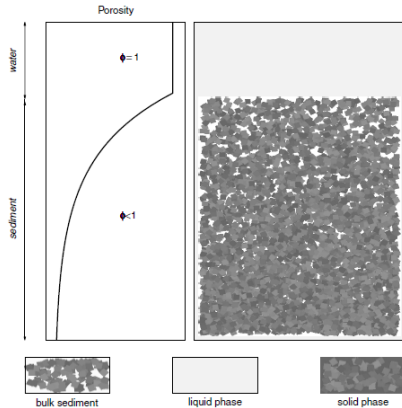 Porosity
water
ϕ= 1
sediment
ϕ<1
bulk sediment
liquid phase
solid phase